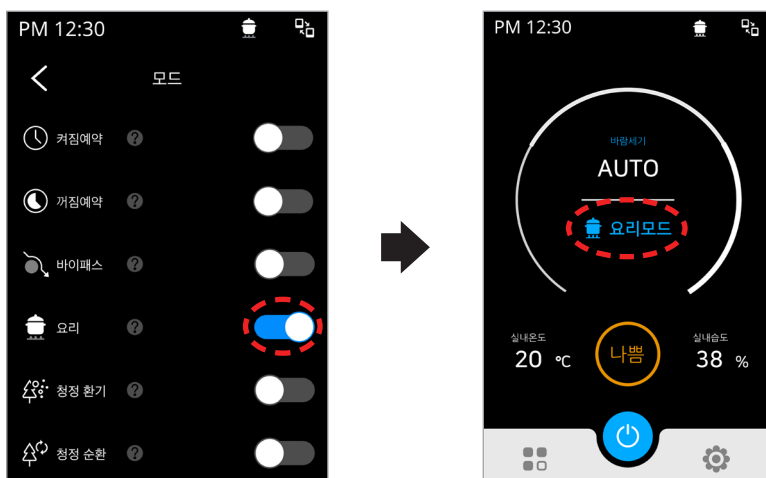 PM 12:30
모드
켜짐예약 ?
꺼짐예약 ?
바이패스 ?
요리 ?
청정 환기 ?
청정 순환 ?
PM 12:30
바람세기
AUTO
요리모드
실내온도
20 ℃
나쁨
실내습도
38 %